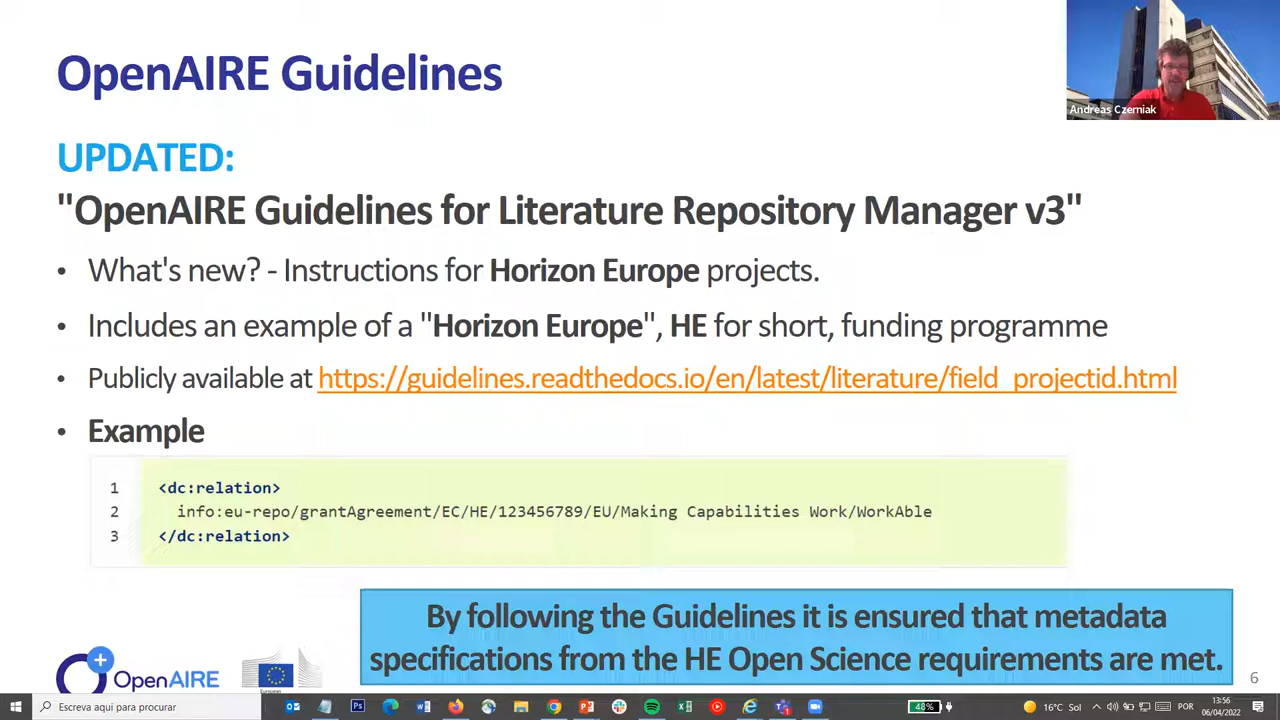 OpenAIRE Guidelines
Andreas Czerniak
UPDATED:
"OpenAIRE Guidelines for Literature Repository Manager v3"
• What's new? - Instructions for Horizon Europe projects.
• Includes an example of a "Horizon Europe", HE for short, funding programme
• Publicly available at https://guidelines.readthedocs.io/en/latest/literature/field_projectid.html
• Example
1 <dc:relation>
2 info:eu-repo/grantAgreement/EC/HE/123456789/EU/Making Capabilities Work/WorkAble
3 </dc:relation>
By following the Guidelines it is ensured that metadata
specifications from the HE Open Science requirements are met.
OpenAIRE
European
6
Escreva aqui para procurar
48%
16°C Sol
POR
13:56
06/04/2022